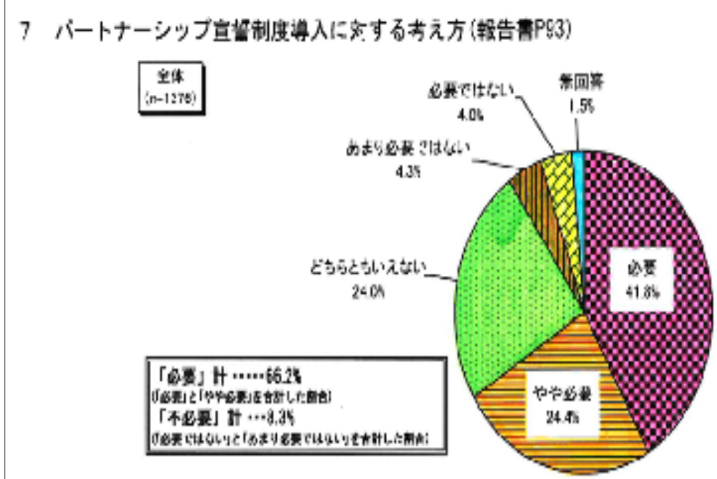 7 パートナーシップ宣誓制度導入に対する考え方(報告書P93)
全体
(n=1276)
必要ではない
4.0%
無回答
1.5%
あまり必要ではない
4.3%
どちらともいえない
24.0%
必要
41.8%
やや必要
24.4%
「必要」計 ・・・・・66.2%
(「必要」と「やや必要」を合計した割合)
「不必要」計 ・・・8.3%
(「必要ではない」と「あまり必要ではない」を合計した割合)